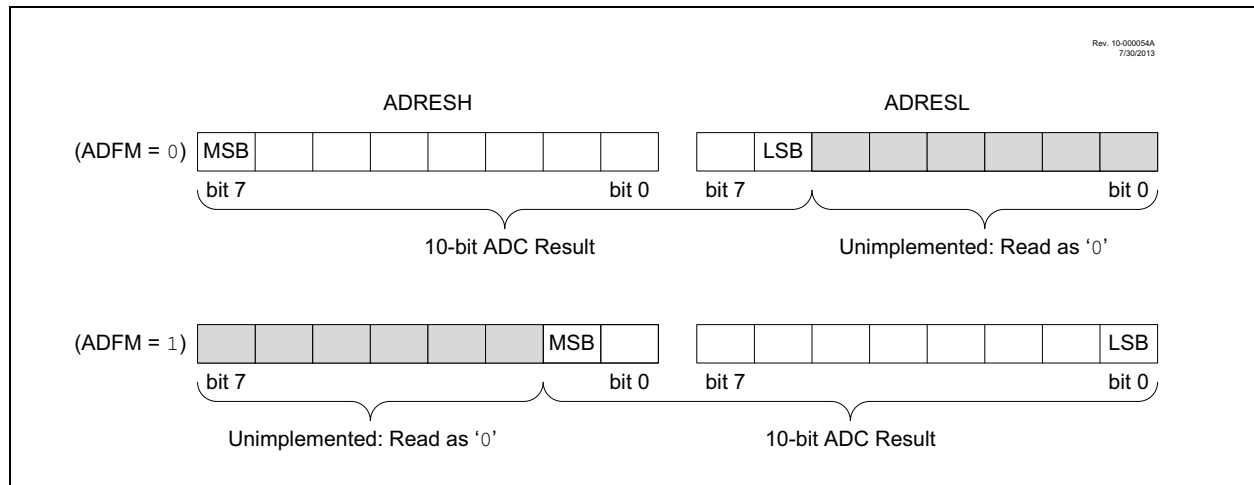 Rev. 10-000054A
7/30/2013
ADRESH ADRESL
(ADFM = 0) MSB LSB
bit 7 bit 0 bit 7 bit 0
10-bit ADC Result Unimplemented: Read as ‘0’
(ADFM = 1) MSB LSB
bit 7 bit 0 bit 7 bit 0
Unimplemented: Read as ‘0’ 10-bit ADC Result